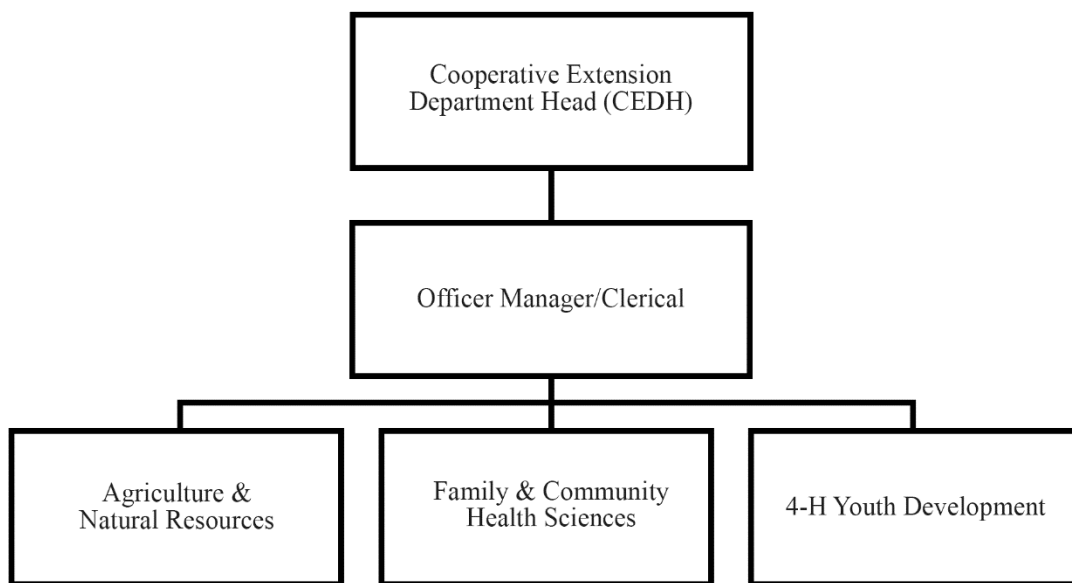 Cooperative Extension
Department Head (CEDH)
Officer Manager/Clerical
Agriculture &
Natural Resources
Family & Community
Health Sciences
4-H Youth Development